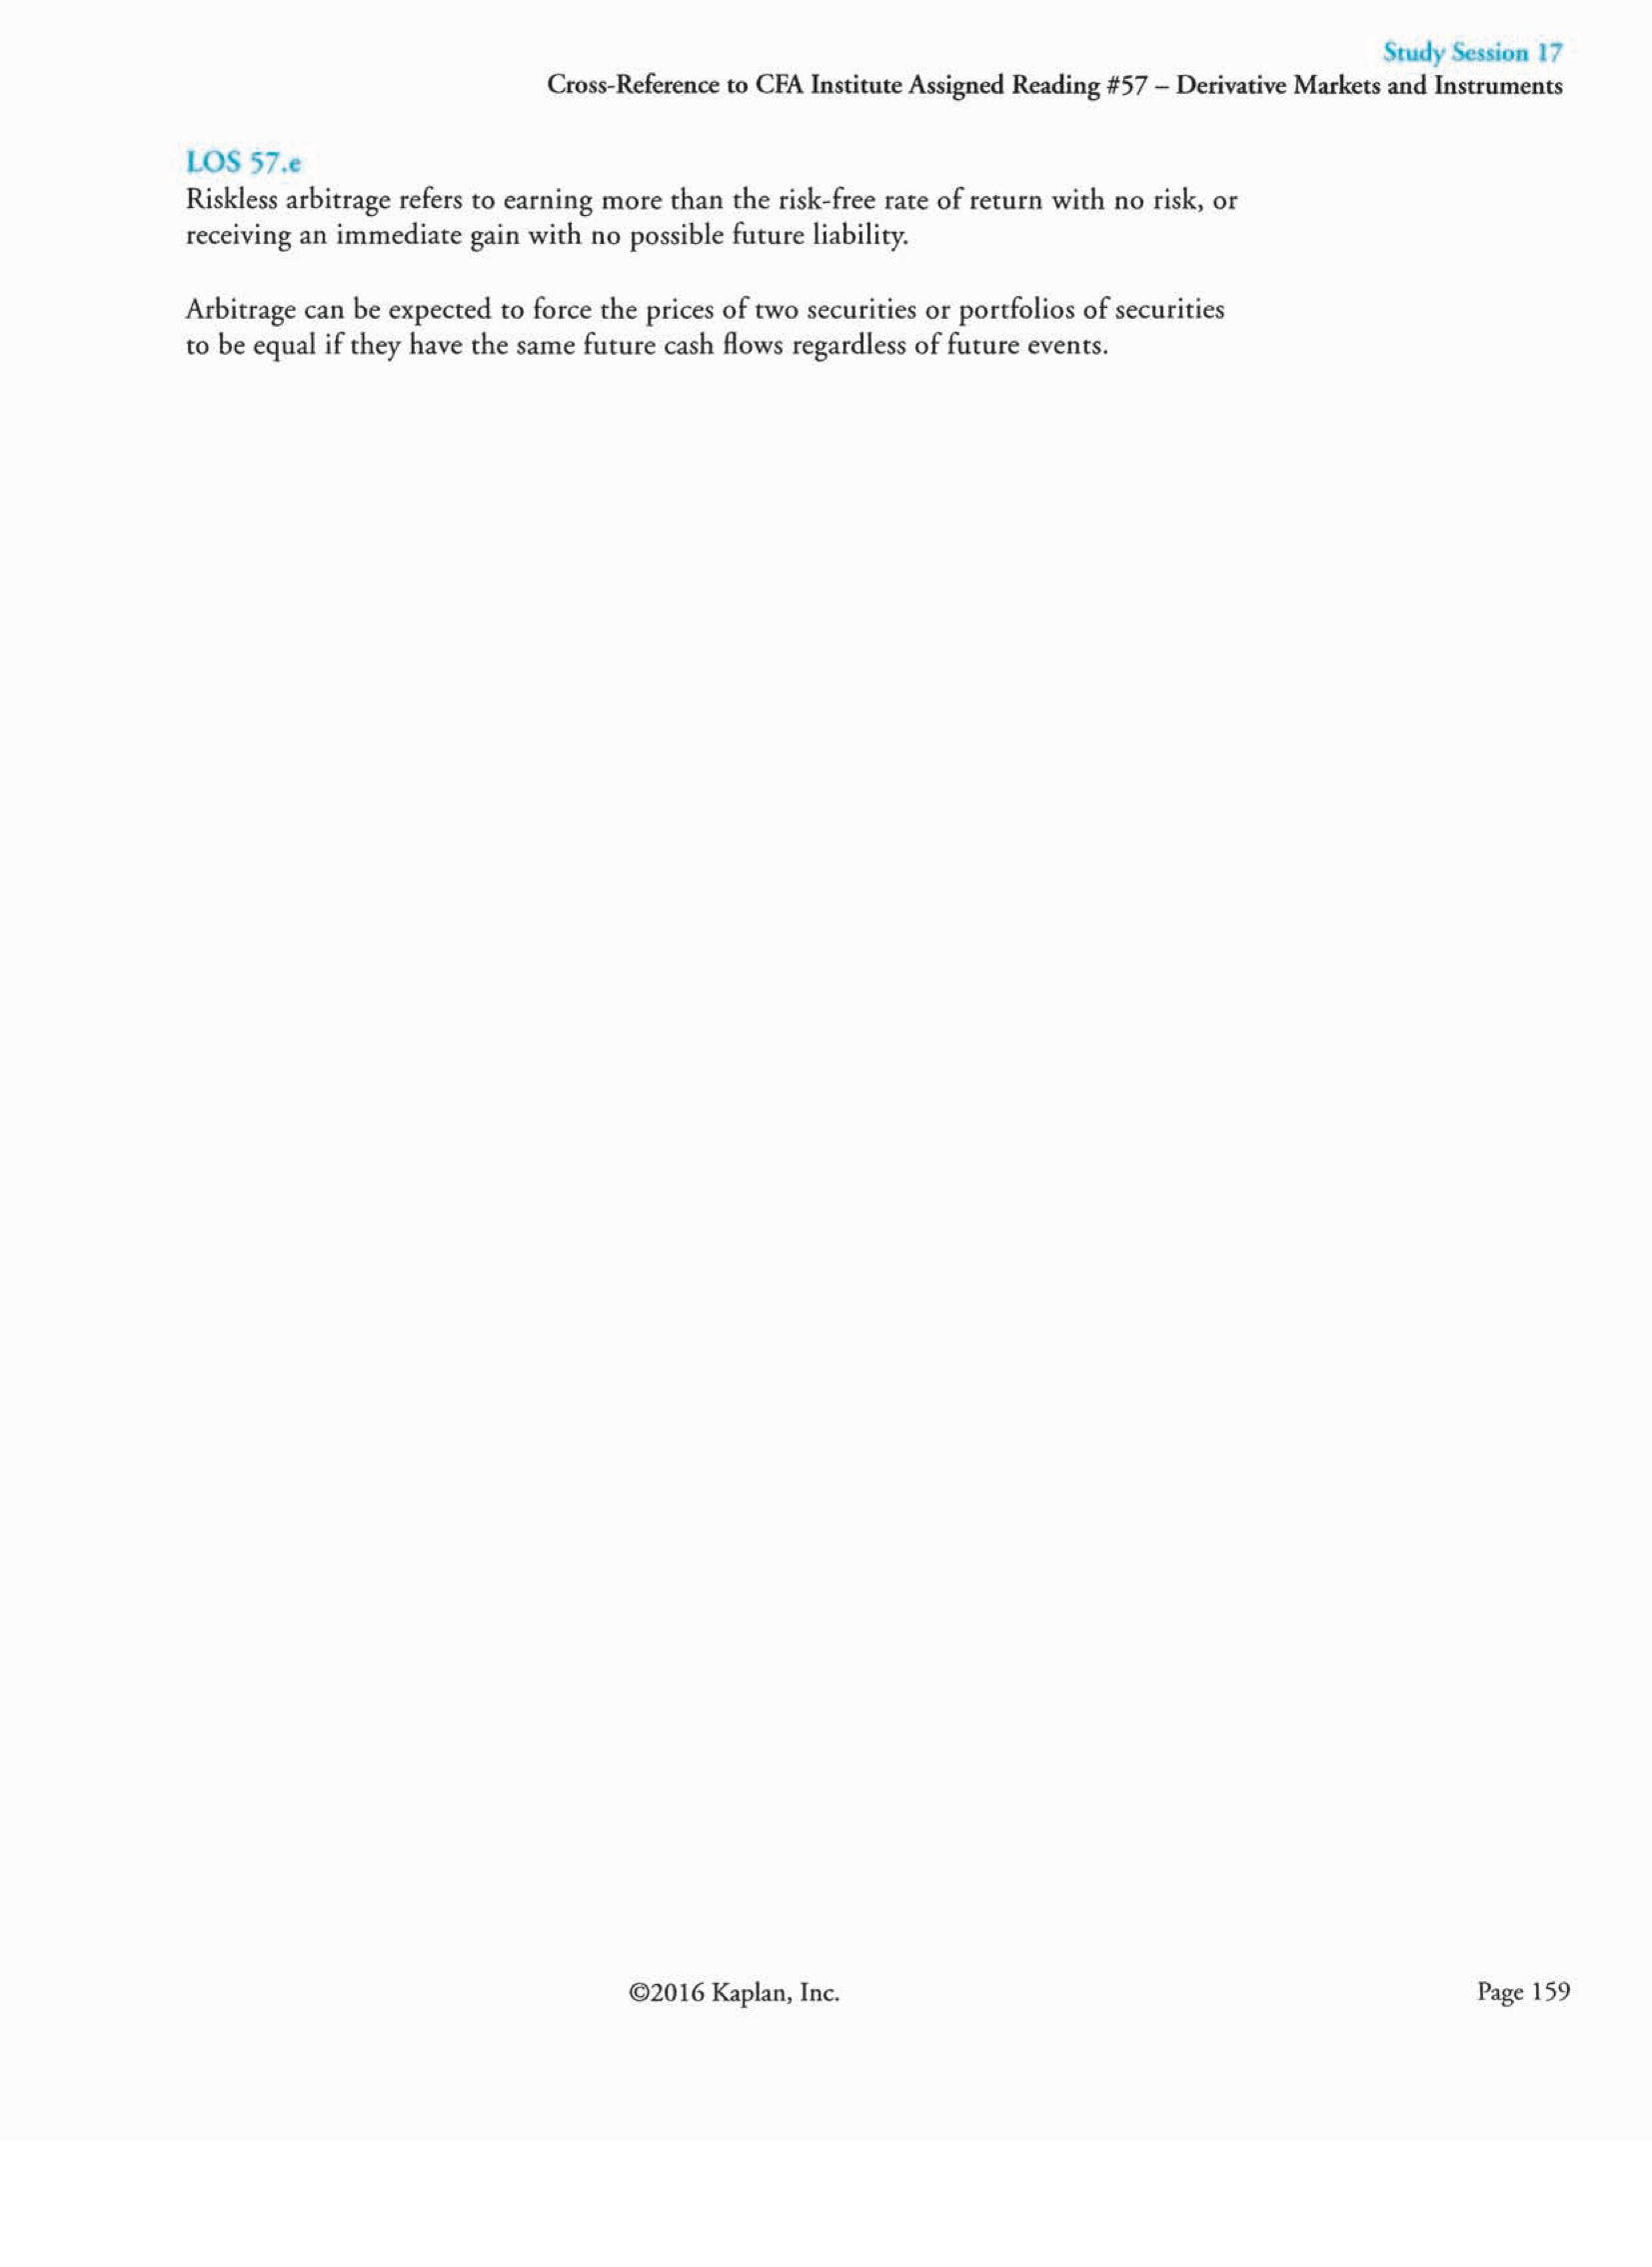 Study Session 17
Cross-Reference to CFA Institute Assigned Reading #57 – Derivative Markets and Instruments
LOS 57.e
Riskless arbitrage refers to earning more than the risk-free rate of return with no risk, or
receiving an immediate gain with no possible future liability.
Arbitrage can be expected to force the prices of two securities or portfolios of securities
to be equal if they have the same future cash flows regardless of future events.
©2016 Kaplan, Inc.
Page 159